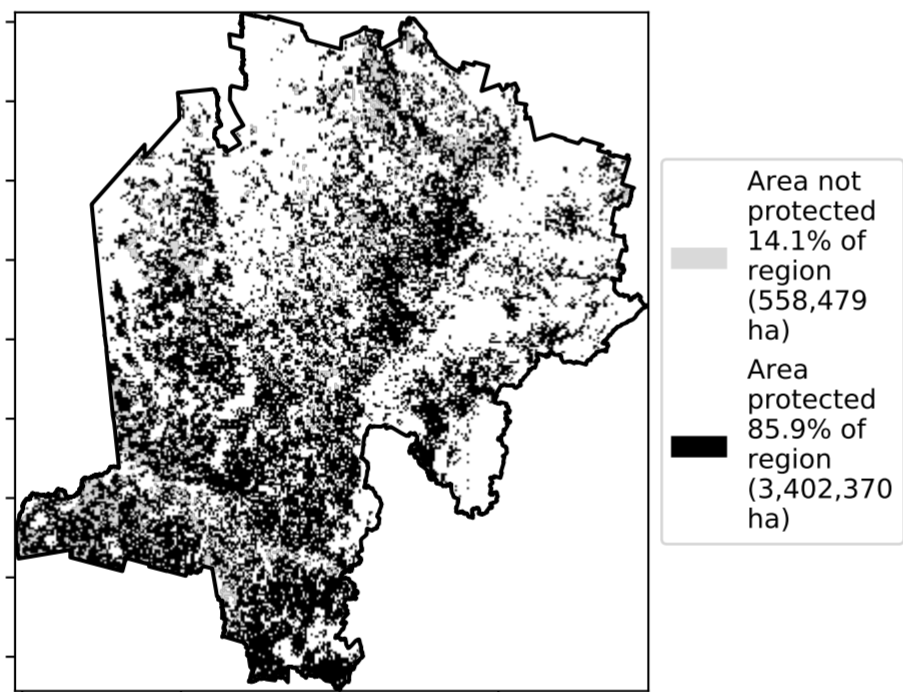 Area not
protected
14.1% of
region
(558,479
ha)
Area
protected
85.9% of
region
(3,402,370
ha)